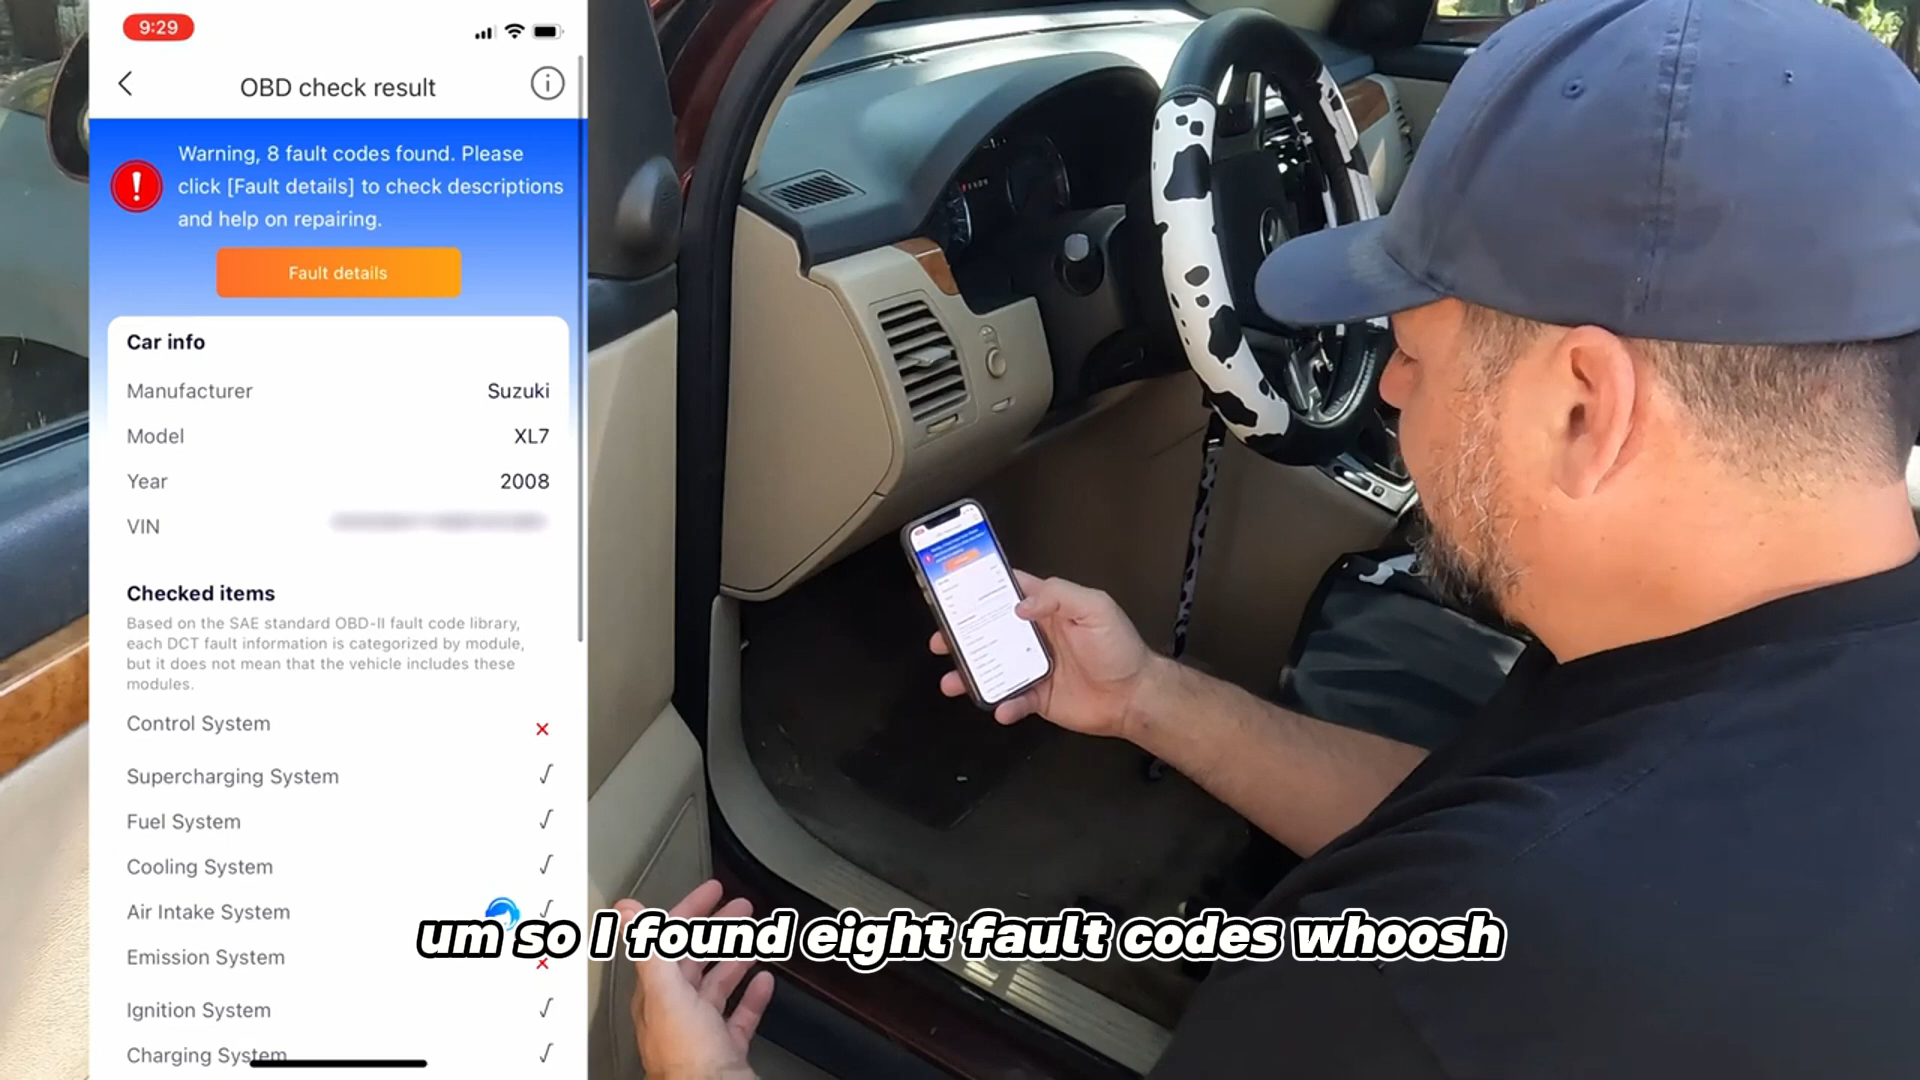 9:29
OBD check result
Warning, 8 fault codes found. Please
click [Fault details] to check descriptions
and help on repairing.
Fault details
Car info
Manufacturer Suzuki
Model XL7
Year 2008
VIN
Checked items
Based on the SAE standard OBD-II fault code library,
each DCT fault information is categorized by module,
but it does not mean that the vehicle includes these
modules.
Control System
Supercharging System
Fuel System
Cooling System
Air Intake System
Emission System
Ignition System
Charging System
um so I found eight fault codes whoosh